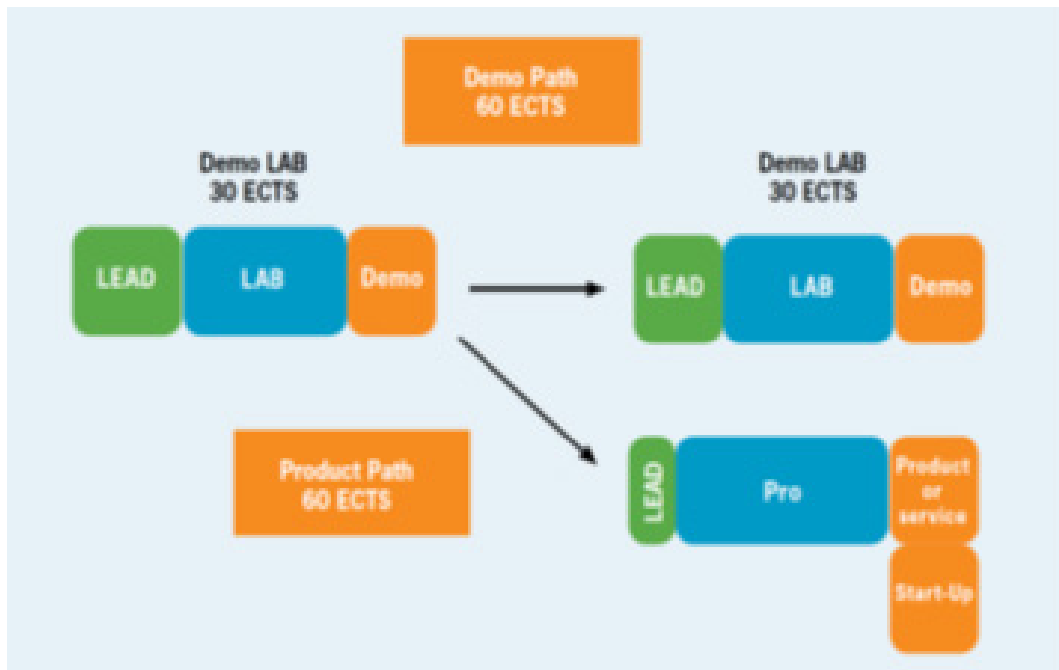 Demo Path
60 ECTS
Demo LAB
30 ECTS
Demo LAB
30 ECTS
LEAD
LAB
Demo
LEAD
LAB
Demo
Product Path
60 ECTS
LEAD
Pro
Product
or
service
Start-Up